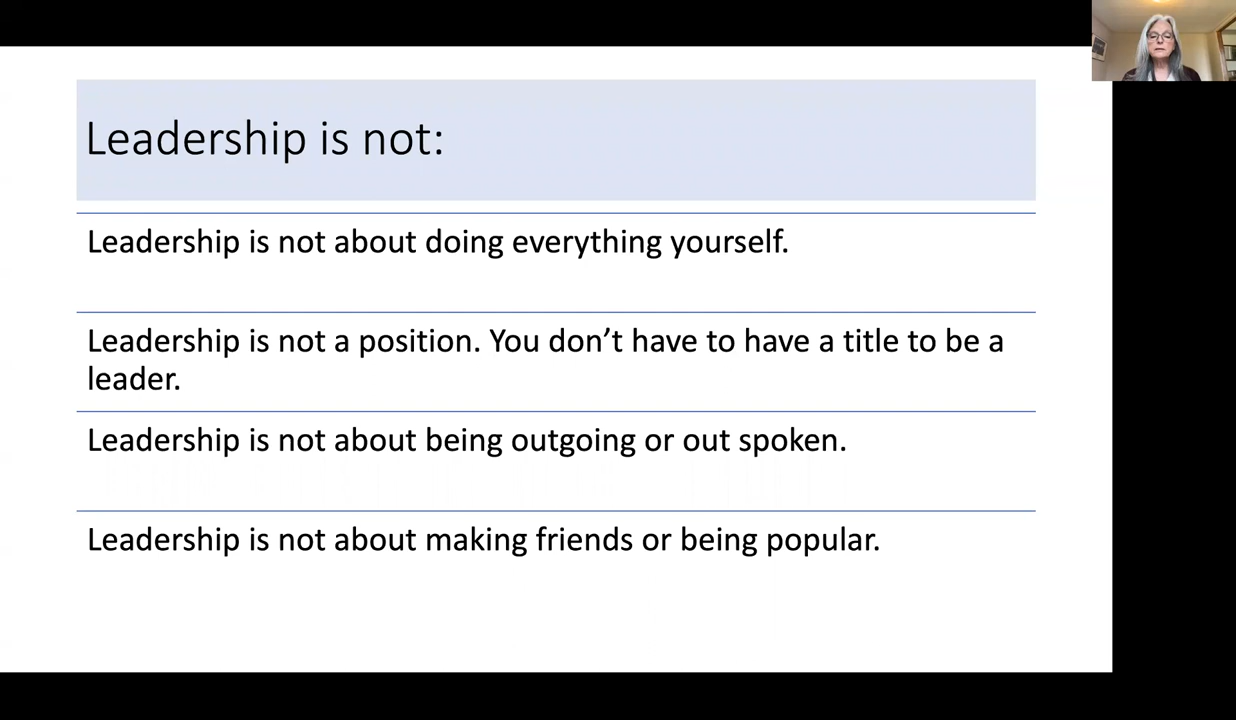 Leadership is not:
Leadership is not about doing everything yourself.
Leadership is not a position. You don’t have to have a title to be a
leader.
Leadership is not about being outgoing or out spoken.
Leadership is not about making friends or being popular.